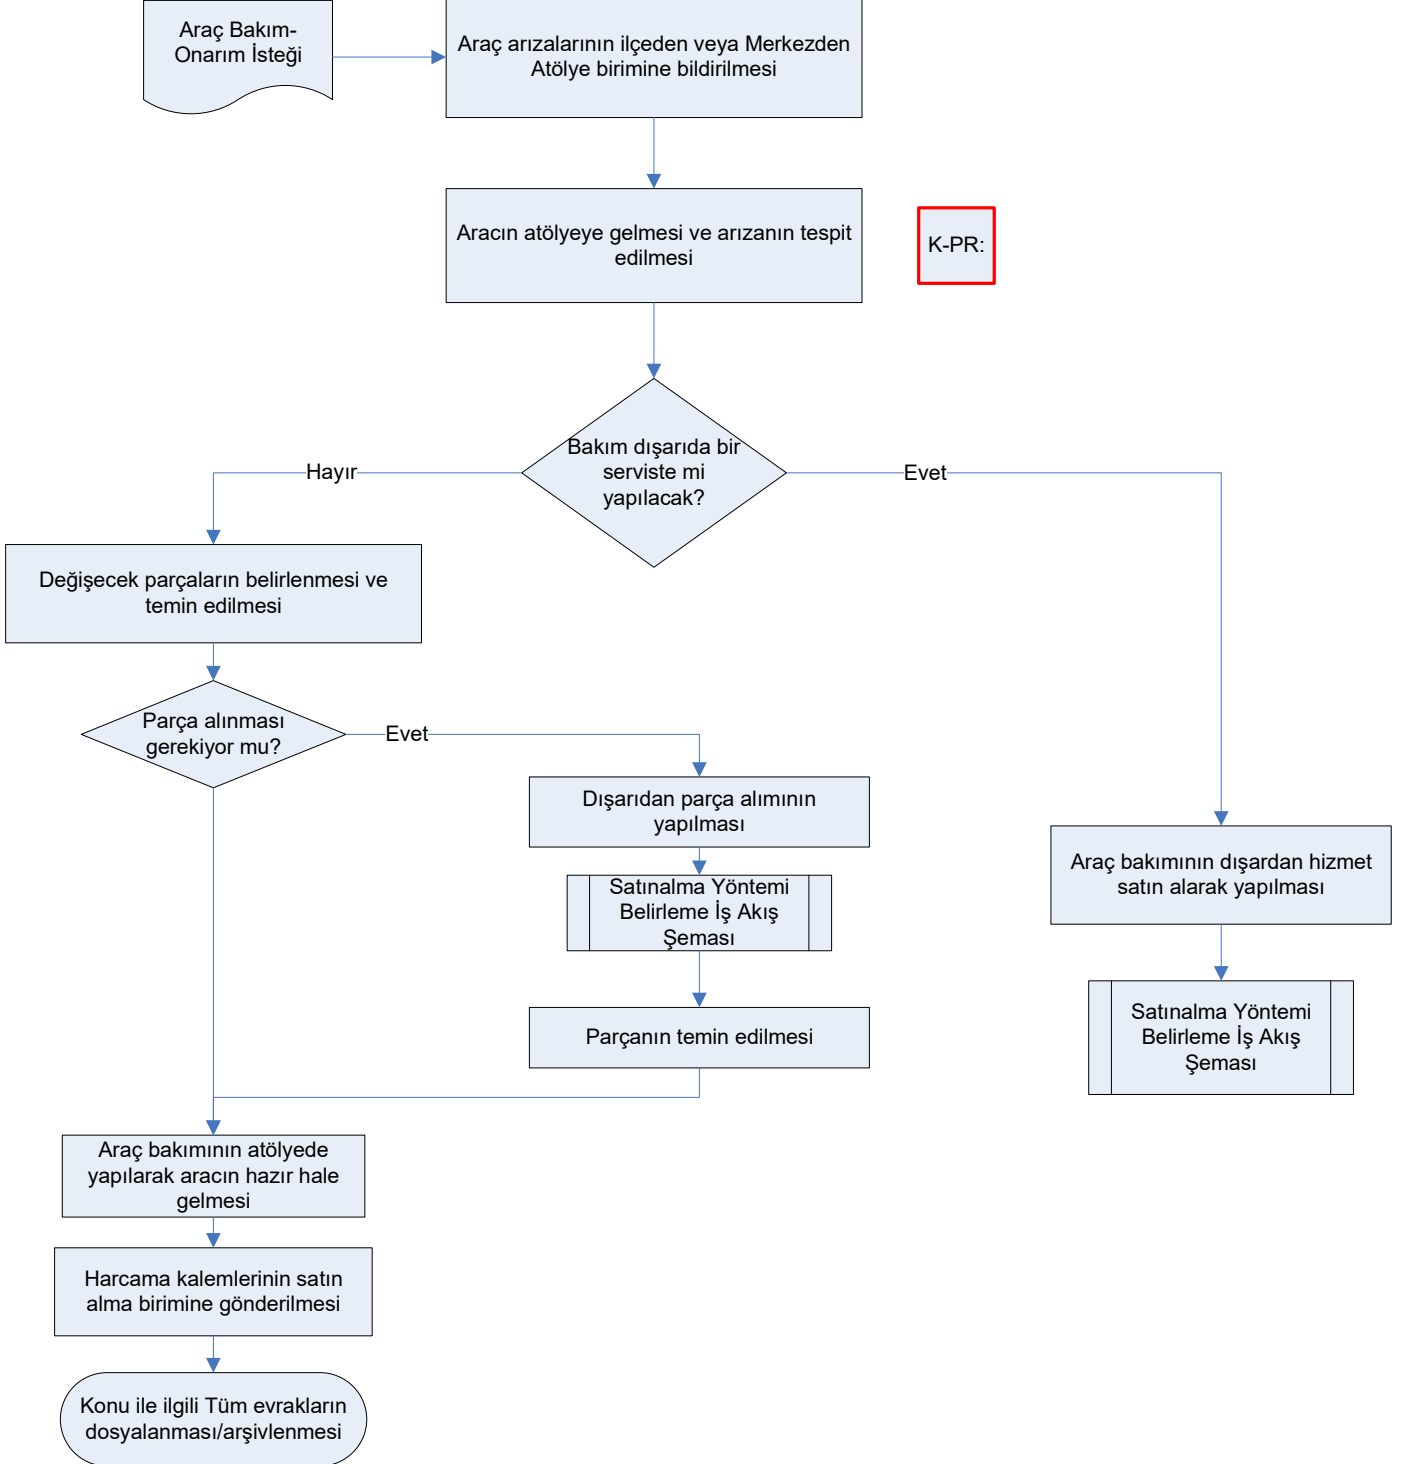 Araç Bakım-
Onarım İsteği
Araç arızalarının ilçeden veya Merkezden
Atölye birimine bildirilmesi
Aracın atölyeye gelmesi ve arızanın tespit
edilmesi
K-PR:
Bakım dışarıda bir
serviste mi
yapılacak?
Hayır
Evet
Değişecek parçaların belirlenmesi ve
temin edilmesi
Parça alınması
gerekiyor mu?
Evet
Dışarıdan parça alımının
yapılması
Satınalma Yöntemi
Belirleme İş Akış
Şeması
Parçanın temin edilmesi
Araç bakımının dışardan hizmet
satın alarak yapılması
Satınalma Yöntemi
Belirleme İş Akış
Şeması
Araç bakımının atölyede
yapılarak aracın hazır hale
gelmesi
Harcama kalemlerinin satın
alma birimine gönderilmesi
Konu ile ilgili Tüm evrakların
dosyalanması/arşivlenmesi